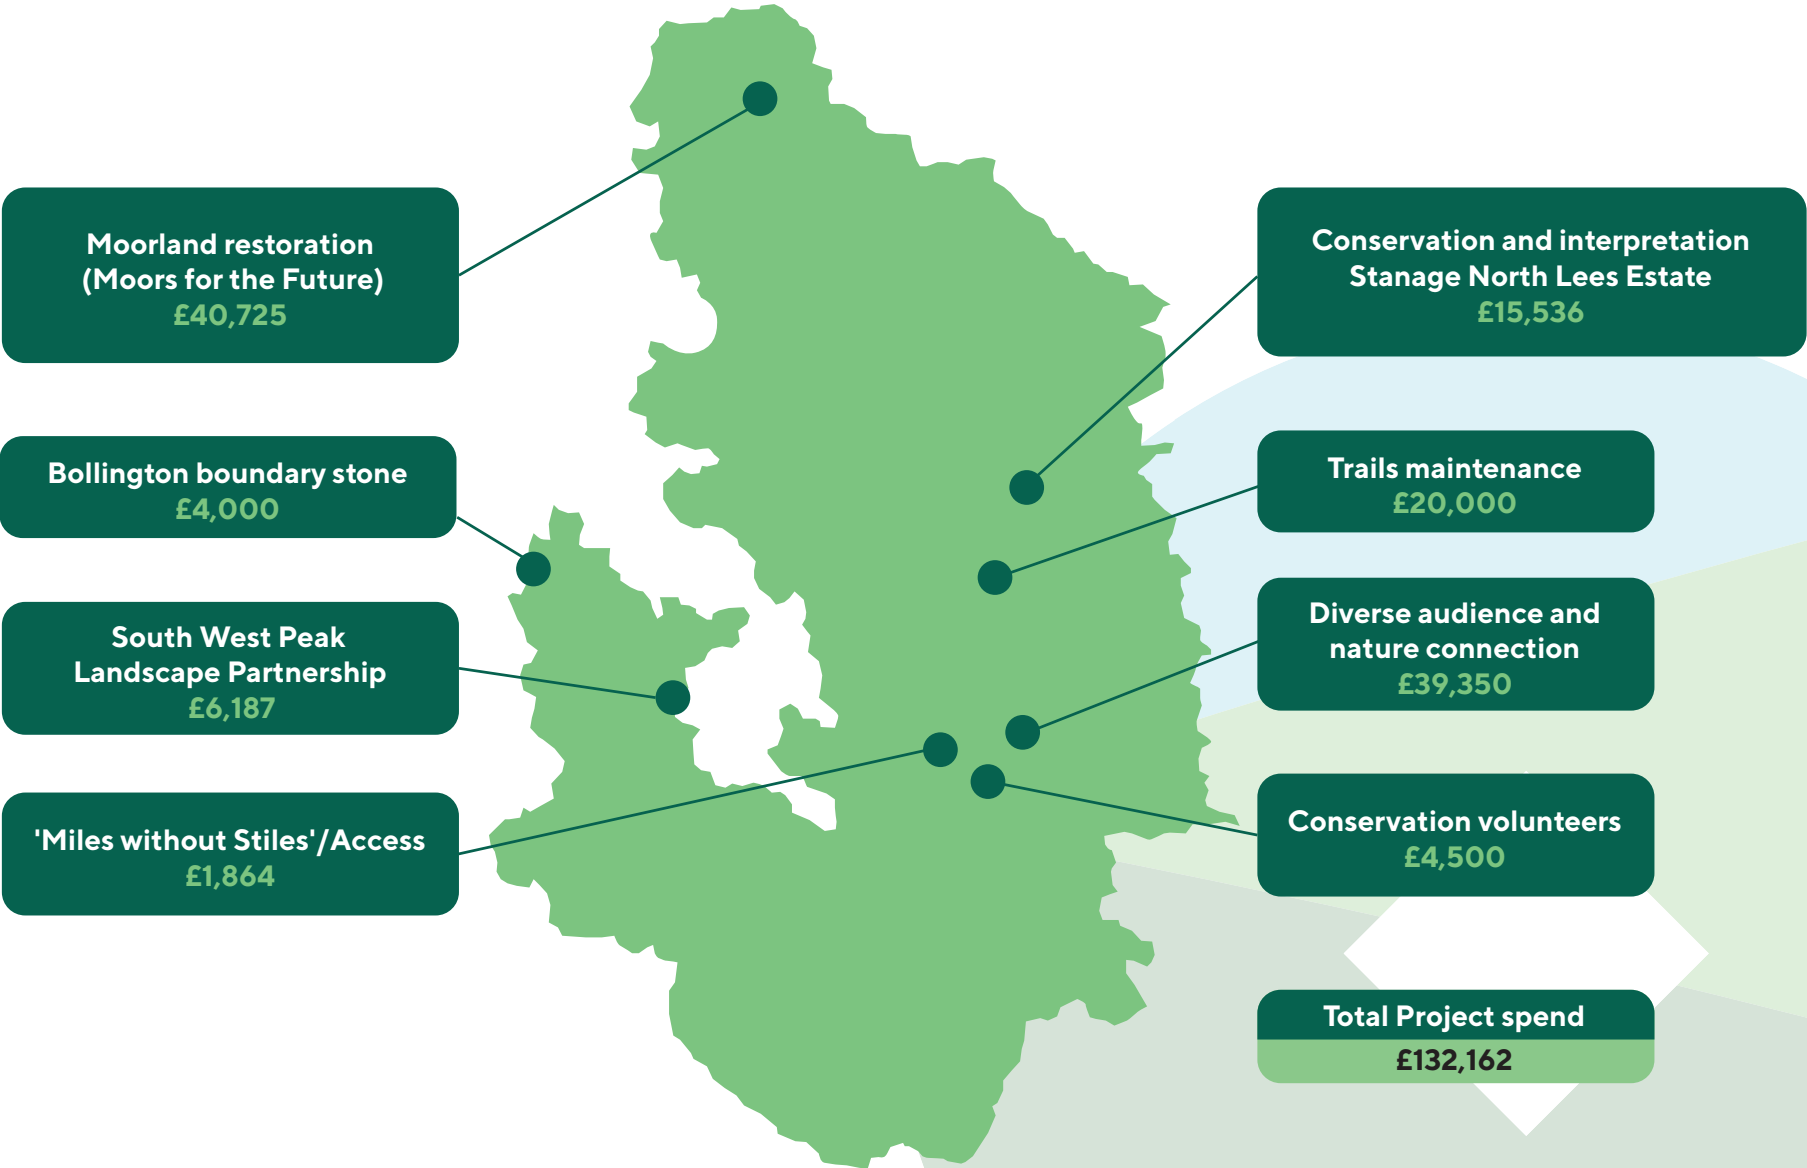 Moorland restoration
(Moors for the Future)
£40,725
Bollington boundary stone
£4,000
South West Peak
Landscape Partnership
£6,187
'Miles without Stiles'/Access
£1,864
Conservation and interpretation
Stanage North Lees Estate
£15,536
Trails maintenance
£20,000
Diverse audience and
nature connection
£39,350
Conservation volunteers
£4,500
Total Project spend
£132,162